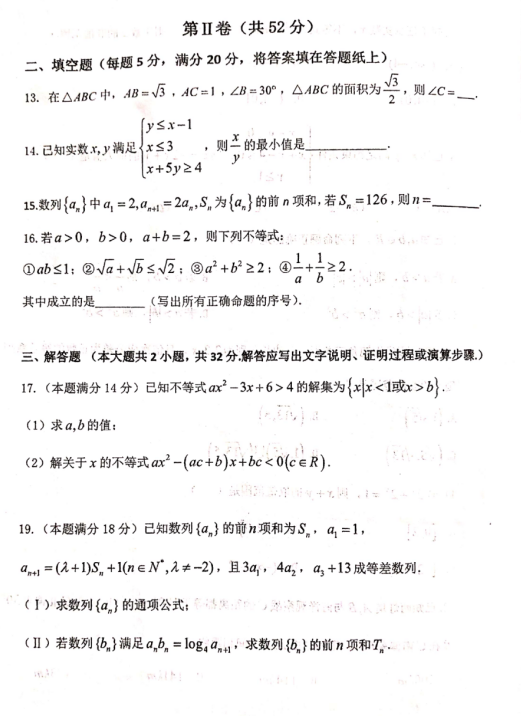 第Ⅱ卷（共52分）
二、填空题（每题5分，满分20分，将答案填在答题纸上）
13. 在△ABC中，AB=√3，AC=1，∠B=30°，△ABC的面积为√3/2，则∠C=____.
14.已知实数x,y满足{y≤x-1
x≤3
x+5y≥4，则x/y的最小值是________.
15.数列{aₙ}中a₁=2,aₙ₊₁=2aₙ,Sₙ为{aₙ}的前n项和,若Sₙ=126,则n=______.
16.若a>0，b>0，a+b=2，则下列不等式：
①ab≤1；②√a+√b≤√2；③a²+b²≥2；④1/a+1/b≥2.
其中成立的是______（写出所有正确命题的序号）.
三、解答题 （本大题共2小题，共32分.解答应写出文字说明、证明过程或演算步骤.）
17.（本题满分14分）已知不等式ax²-3x+6>4的解集为{x|x<1或x>b}.
（1）求a,b的值；
（2）解关于x的不等式ax²-(ac+b)x+bc<0(c∈R).
19.（本题满分18分）已知数列{aₙ}的前n项和为Sₙ，a₁=1，
aₙ₊₁=(λ+1)Sₙ+1(n∈N*,λ≠-2)，且3a₁，4a₂，a₃+13成等差数列.
（Ⅰ）求数列{aₙ}的通项公式；
（Ⅱ）若数列{bₙ}满足aₙbₙ=log₄aₙ₊₁，求数列{bₙ}的前n项和Tₙ.